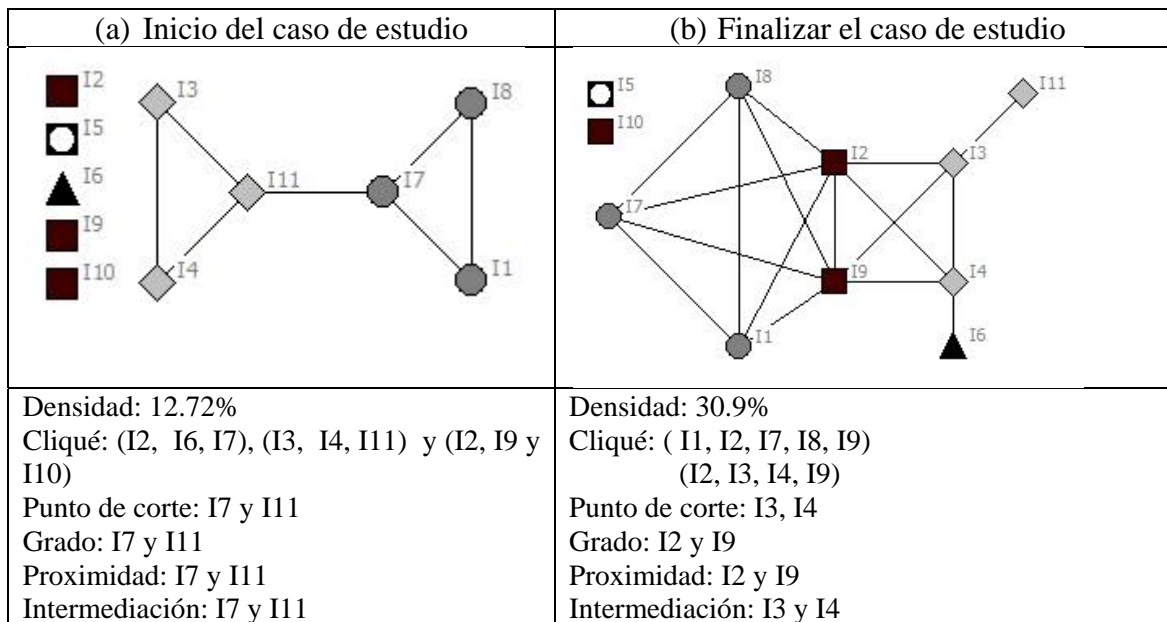 (a) Inicio del caso de estudio
(b) Finalizar el caso de estudio
I2
I5
I6
I9
I10
I3
I11
I4
I7
I8
I1
I5
I10
I8
I11
I2
I3
I7
I9
I4
I1
I6
Densidad: 12.72%
Cliqué: (I2, I6, I7), (I3, I4, I11) y (I2, I9 y
I10)
Punto de corte: I7 y I11
Grado: I7 y I11
Proximidad: I7 y I11
Intermediación: I7 y I11
Densidad: 30.9%
Cliqué: ( I1, I2, I7, I8, I9)
(I2, I3, I4, I9)
Punto de corte: I3, I4
Grado: I2 y I9
Proximidad: I2 y I9
Intermediación: I3 y I4